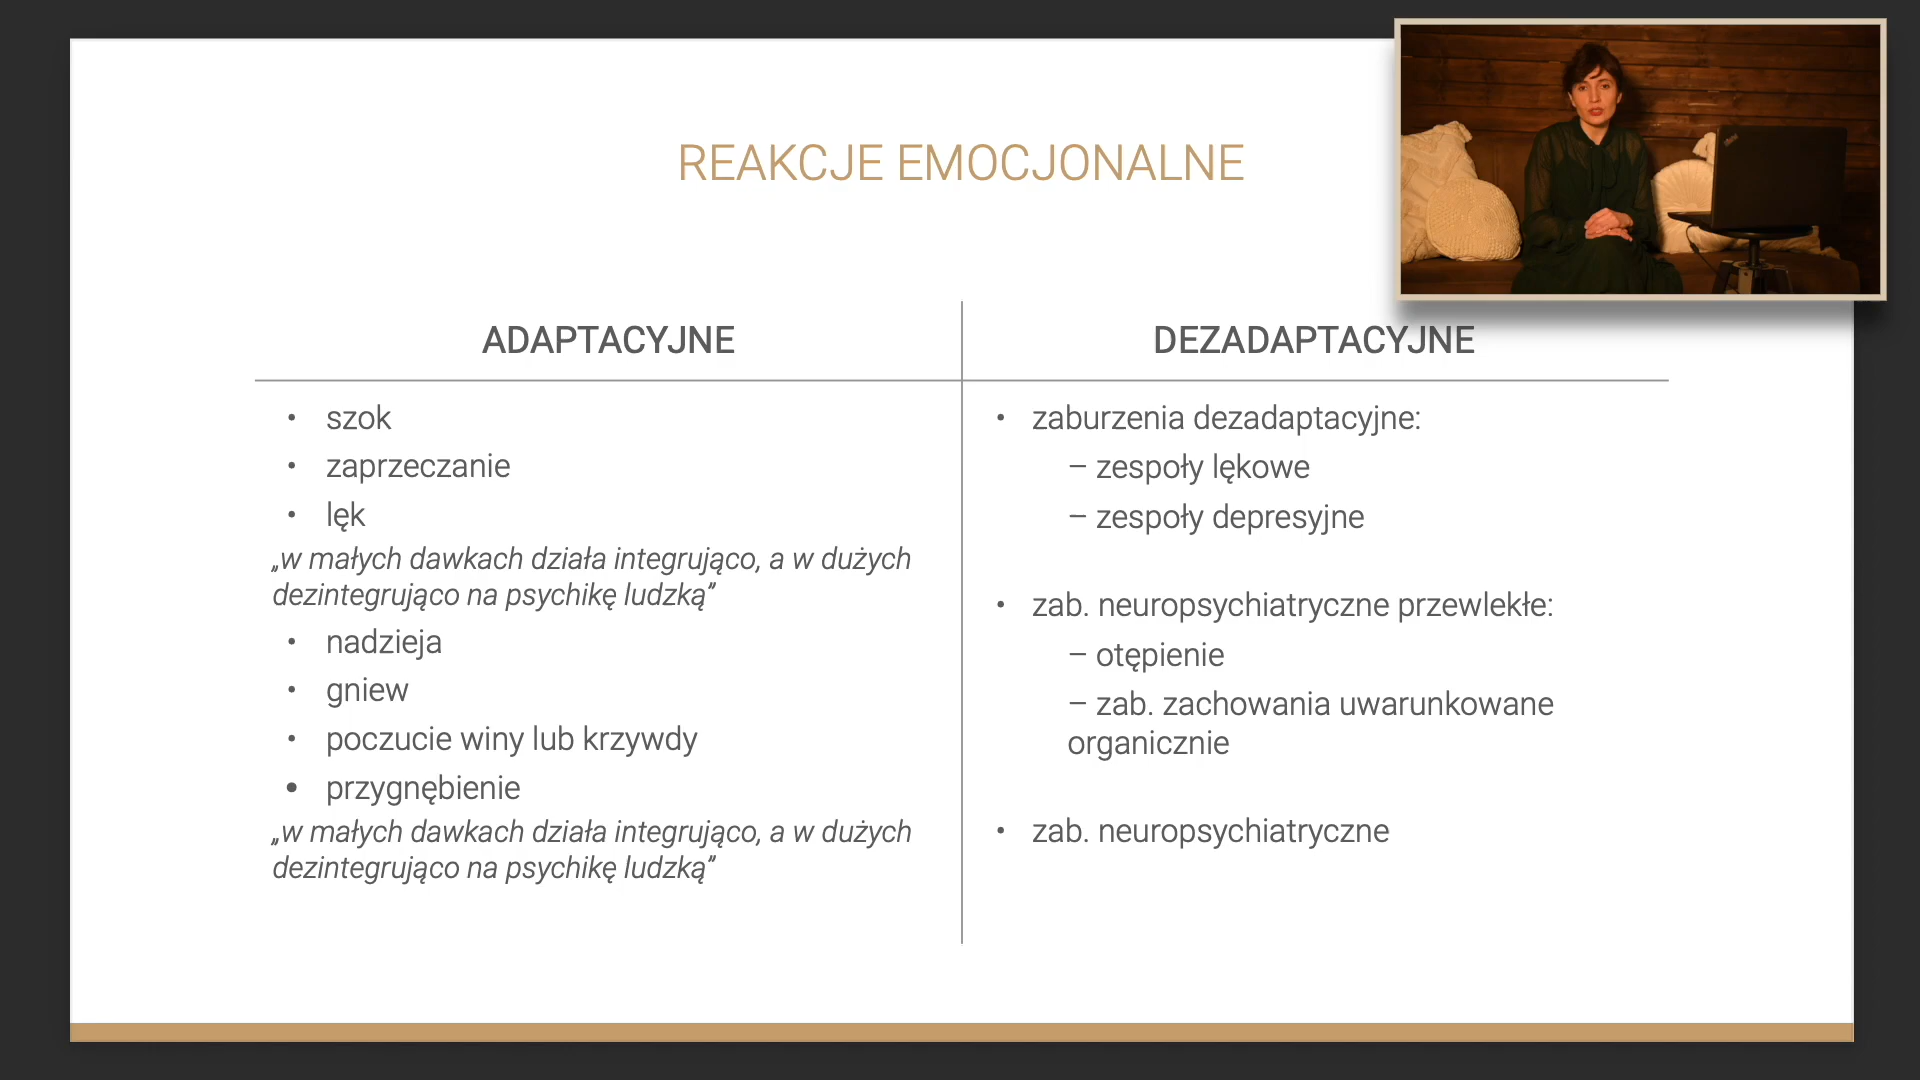 REAKCJE EMOCJONALNE
ADAPTACYJNE
• szok
• zaprzeczanie
• lęk
„w małych dawkach działa integrująco, a w dużych
dezintegrująco na psychikę ludzką”
• nadzieja
• gniew
• poczucie winy lub krzywdy
• przygnębienie
„w małych dawkach działa integrująco, a w dużych
dezintegrująco na psychikę ludzką”
DEZADAPTACYJNE
• zaburzenia dezadaptacyjne:
– zespoły lękowe
– zespoły depresyjne
• zab. neuropsychiatryczne przewlekłe:
– otępienie
– zab. zachowania uwarunkowane
organicznie
• zab. neuropsychiatryczne